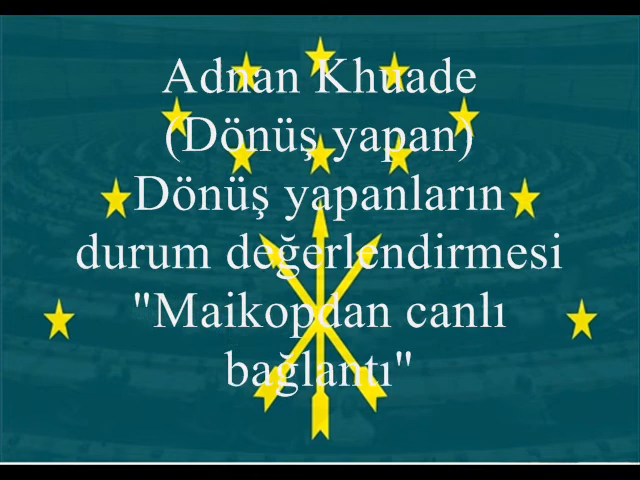 Adnan Khuade
(Dönüş yapan)
Dönüş yapanların
durum değerlendirmesi
"Maikopdan canlı
bağlantı"